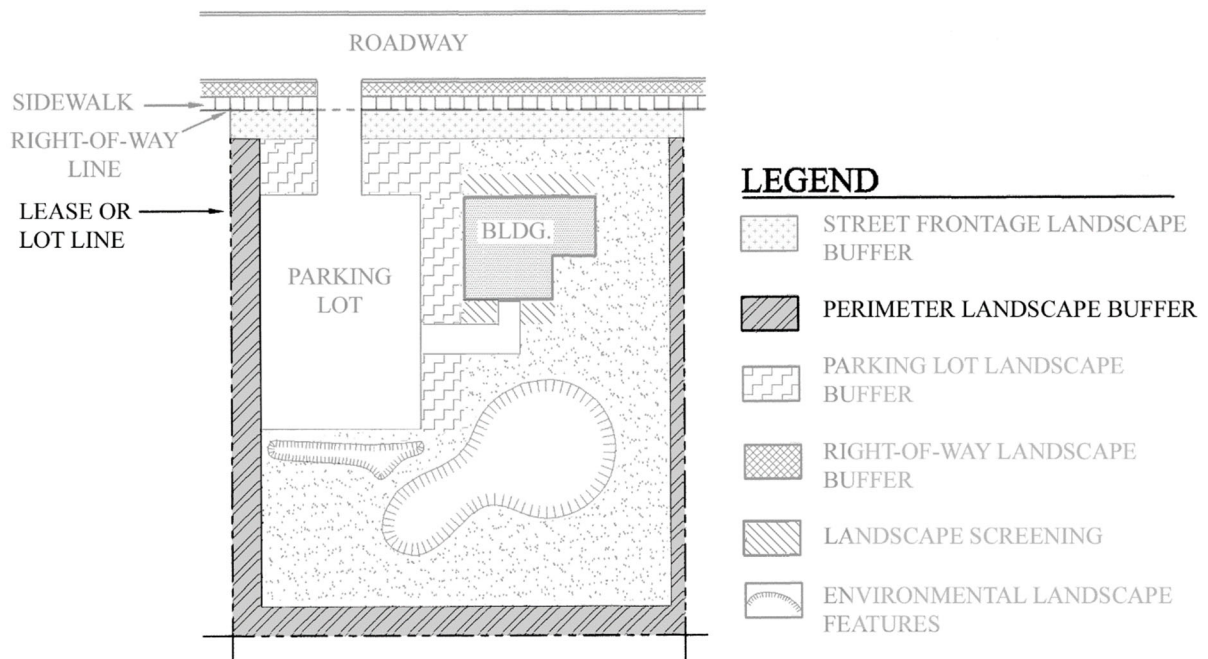 ROADWAY
SIDEWALK
RIGHT-OF-WAY
LINE
LEASE OR
LOT LINE
PARKING
LOT
BLDG.
LEGEND
STREET FRONTAGE LANDSCAPE
BUFFER
PERIMETER LANDSCAPE BUFFER
PARKING LOT LANDSCAPE
BUFFER
RIGHT-OF-WAY LANDSCAPE
BUFFER
LANDSCAPE SCREENING
ENVIRONMENTAL LANDSCAPE
FEATURES